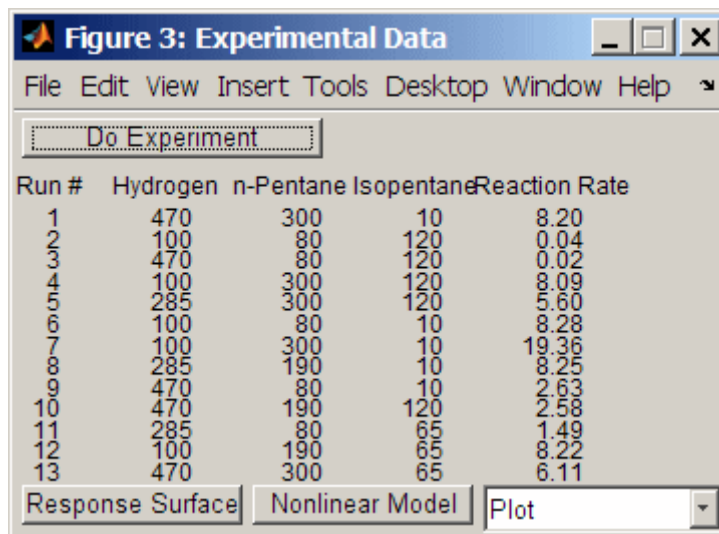 Figure 3: Experimental Data
File Edit View Insert Tools Desktop Window Help
Do Experiment
Run # Hydrogen n-Pentane Isopentane Reaction Rate
1 470 300 10 8.20
2 100 80 120 0.04
3 470 80 120 0.02
4 100 300 120 8.09
5 285 300 120 5.60
6 100 80 10 8.28
7 100 300 10 19.36
8 285 190 10 8.25
9 470 80 10 2.63
10 470 190 120 2.58
11 285 80 65 1.49
12 100 190 65 8.22
13 470 300 65 6.11
Response Surface Nonlinear Model Plot